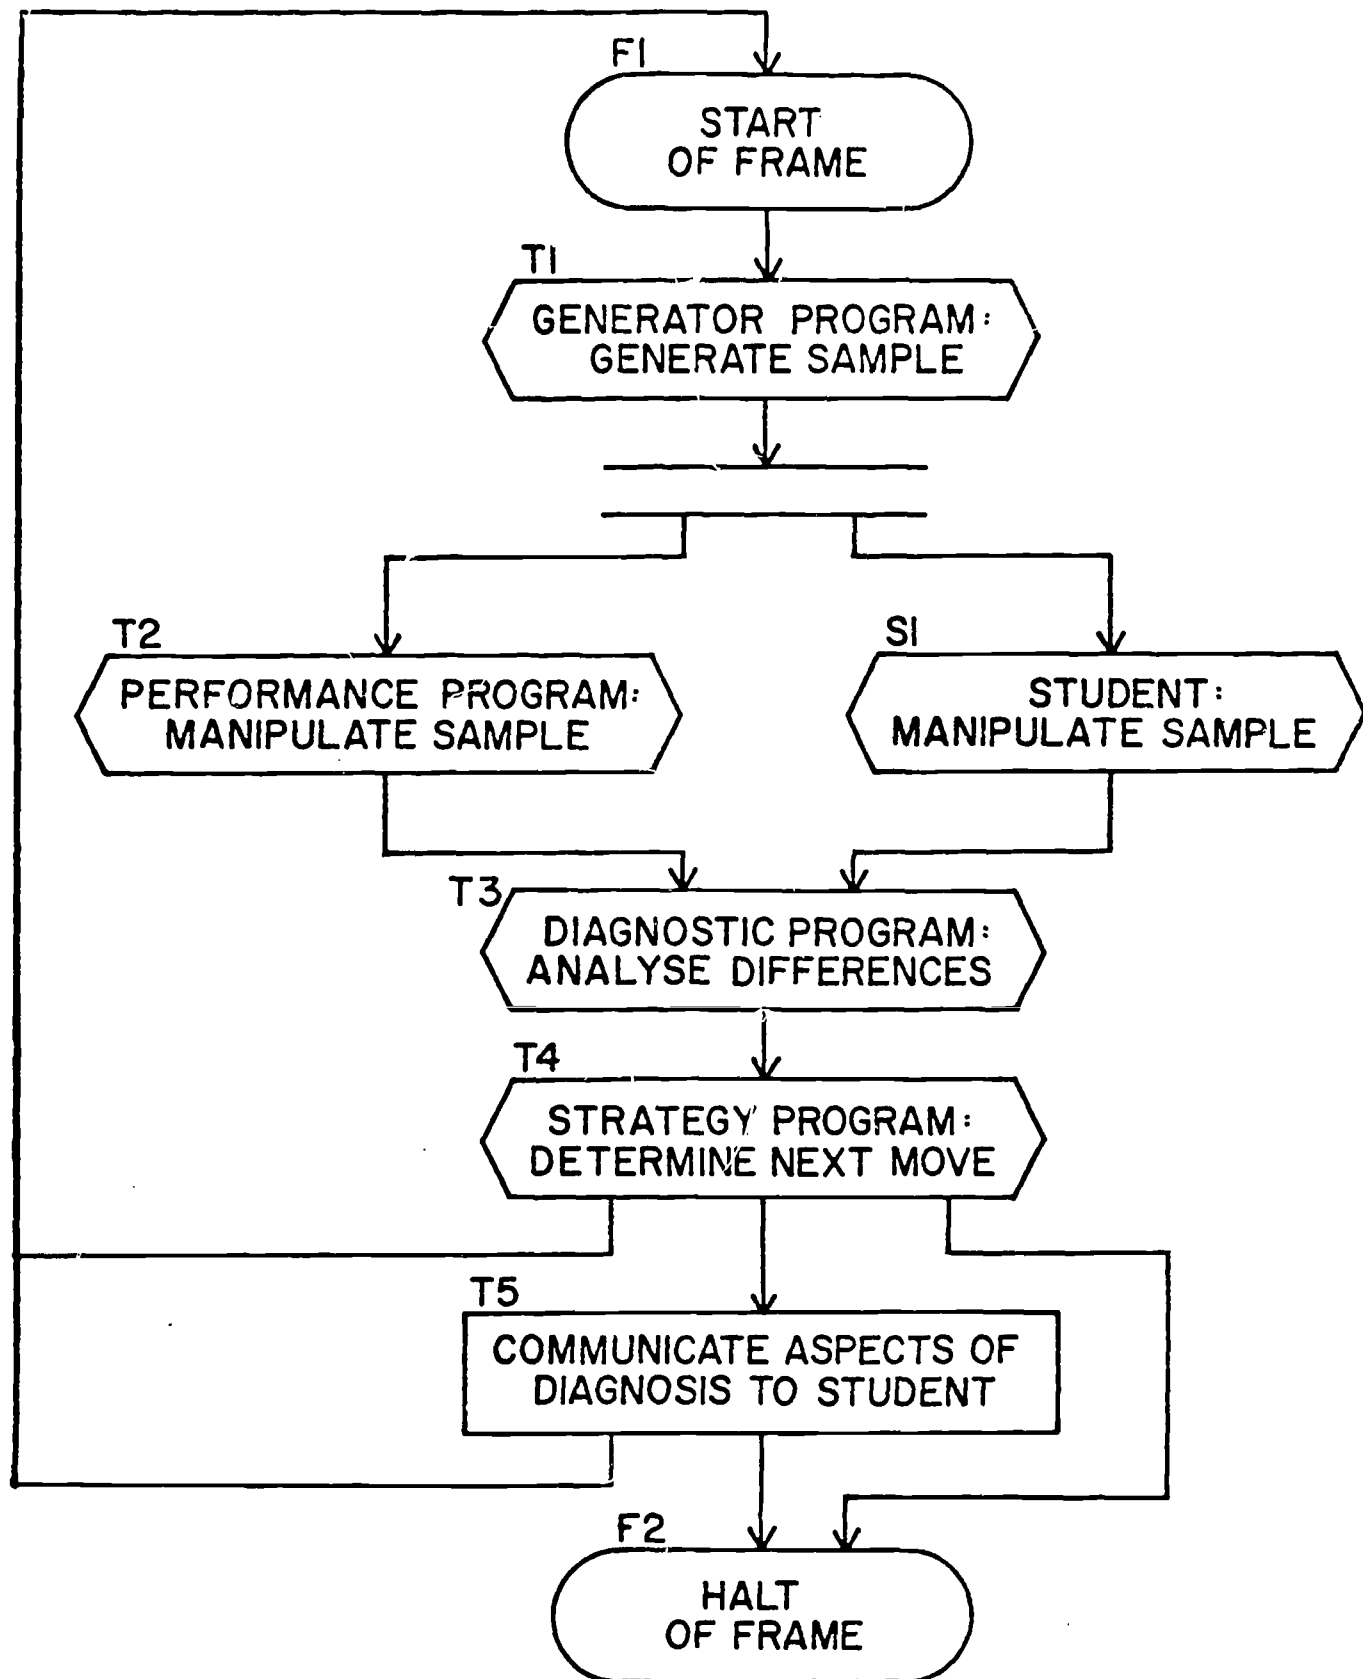 F1
START
OF FRAME
T1
GENERATOR PROGRAM:
GENERATE SAMPLE
T2
PERFORMANCE PROGRAM:
MANIPULATE SAMPLE
S1
STUDENT:
MANIPULATE SAMPLE
T3
DIAGNOSTIC PROGRAM:
ANALYSE DIFFERENCES
T4
STRATEGY PROGRAM:
DETERMINE NEXT MOVE
T5
COMMUNICATE ASPECTS OF
DIAGNOSIS TO STUDENT
F2
HALT
OF FRAME